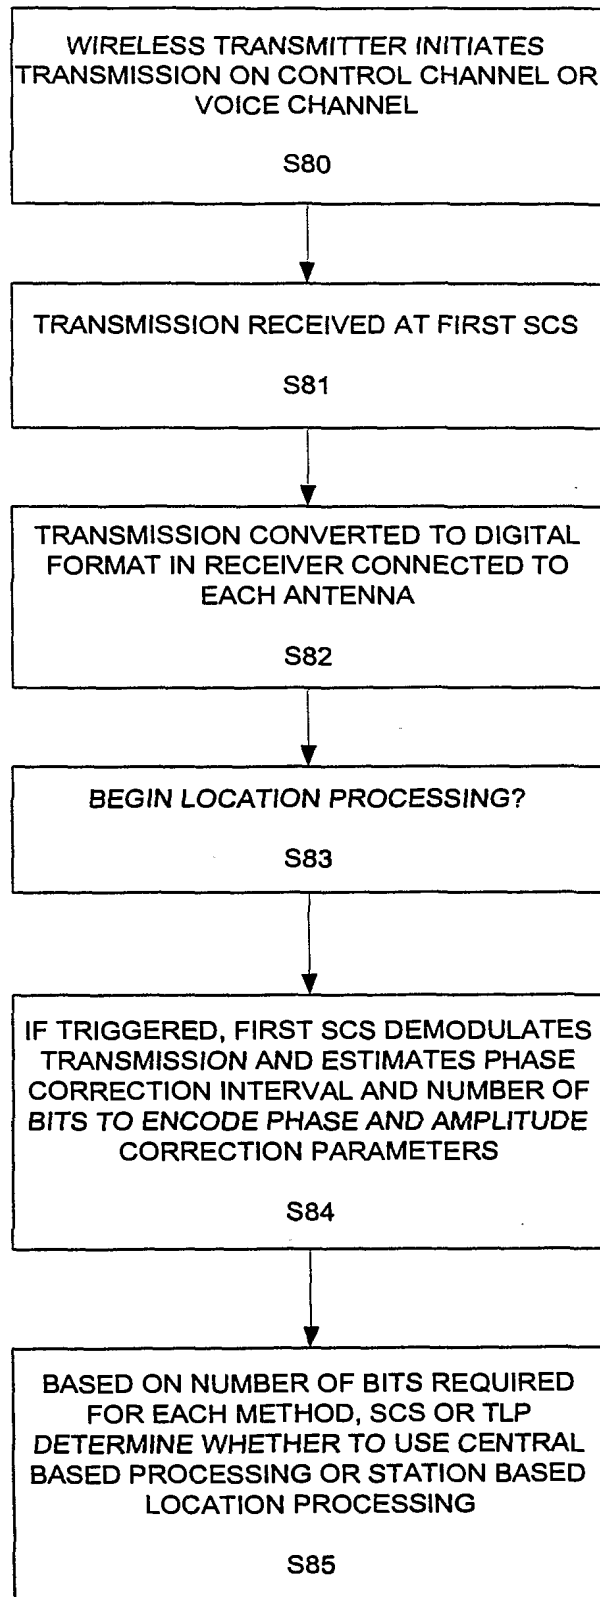 WIRELESS TRANSMITTER INITIATES
TRANSMISSION ON CONTROL CHANNEL OR
VOICE CHANNEL
S80
TRANSMISSION RECEIVED AT FIRST SCS
S81
TRANSMISSION CONVERTED TO DIGITAL
FORMAT IN RECEIVER CONNECTED TO
EACH ANTENNA
S82
BEGIN LOCATION PROCESSING?
S83
IF TRIGGERED, FIRST SCS DEMODULATES
TRANSMISSION AND ESTIMATES PHASE
CORRECTION INTERVAL AND NUMBER OF
BITS TO ENCODE PHASE AND AMPLITUDE
CORRECTION PARAMETERS
S84
BASED ON NUMBER OF BITS REQUIRED
FOR EACH METHOD, SCS OR TLP
DETERMINE WHETHER TO USE CENTRAL
BASED PROCESSING OR STATION BASED
LOCATION PROCESSING
S85